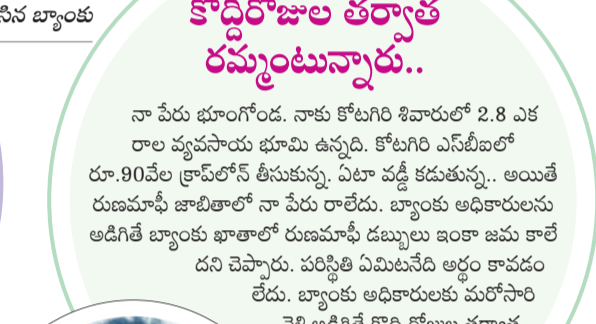 సిన బ్యాంకు
కొద్దిరోజుల తర్వాత
రమ్మంటున్నారు..
నా పేరు భూంగోండ. నాకు కోటగిరి శివారులో 2.8 ఎక
రాల వ్యవసాయ భూమి ఉన్నది. కోటగిరి ఎస్‌బీఐలో
రూ.90వేల క్రాప్‌లోన్ తీసుకున్న. ఏటా వడ్డీ కడుతున్న.. అయితే
రుణమాఫీ జాబితాలో నా పేరు రాలేదు. బ్యాంకు అధికారులను
అడిగితే బ్యాంకు ఖాతాలో రుణమాఫీ డబ్బులు ఇంకా జమ కాలే
దని చెప్పారు. పరిస్థితి ఏమిటనేది అర్థం కావడం
లేదు. బ్యాంకు అధికారులకు మరోసారి